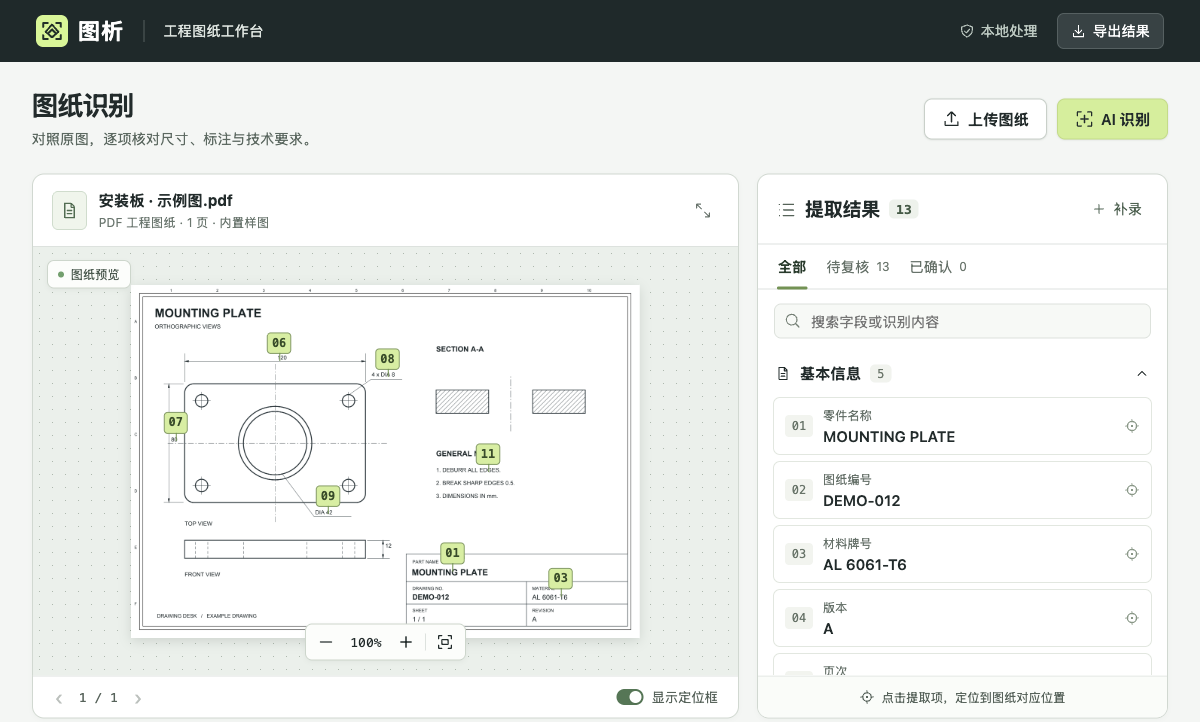 图析
工程图纸工作台
本地处理
导出结果
图纸识别
对照原图，逐项核对尺寸、标注与技术要求。
上传图纸
AI 识别
安装板 · 示例图.pdf
PDF 工程图纸 · 1 页 · 内置样图
图纸预览
1 2 3 4 5 6 7 8 9 10
MOUNTING PLATE
ORTHOGRAPHIC VIEWS
06
120
08
4 x DIA 8
07
80
09
DIA 42
TOP VIEW
12
FRONT VIEW
DRAWING DESK / EXAMPLE DRAWING
SECTION A-A
GENERAL
11
1. DEBURR ALL EDGES.
2. BREAK SHARP EDGES 0.5.
3. DIMENSIONS IN mm.
01
PART NAME
MOUNTING PLATE
03
DRAWING NO.
DEMO-012
AL 6061-T6
SHEET
1 / 1
REVISION
A
100%
1 / 1
显示定位框
提取结果 13
补录
全部
待复核 13
已确认 0
搜索字段或识别内容
基本信息 5
01
零件名称
MOUNTING PLATE
02
图纸编号
DEMO-012
03
材料牌号
AL 6061-T6
04
版本
A
页次
点击提取项，定位到图纸对应位置